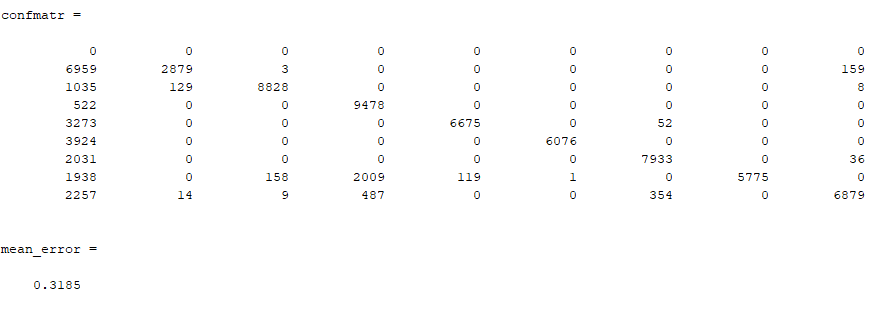 confmatr =
0 0 0 0 0 0 0 0 0
6959 2879 3 0 0 0 0 0 159
1035 129 8828 0 0 0 0 0 8
522 0 0 9478 0 0 0 0 0
3273 0 0 0 6675 0 52 0 0
3924 0 0 0 0 6076 0 0 0
2031 0 0 0 0 0 7933 0 36
1938 0 158 2009 119 1 0 5775 0
2257 14 9 487 0 0 354 0 6879
mean_error =
0.3185